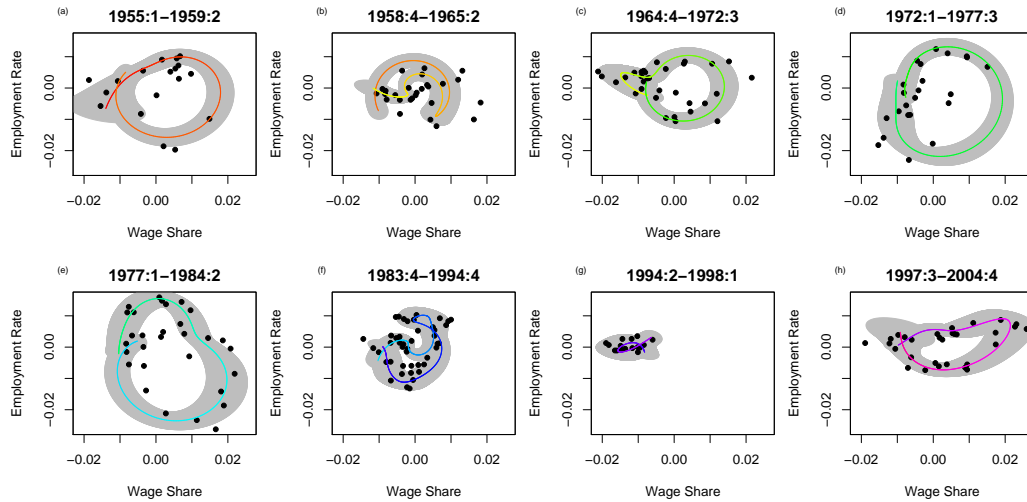 (a) 1955:1−1959:2
(b) 1958:4−1965:2
(c) 1964:4−1972:3
(d) 1972:1−1977:3
Employment Rate
−0.02 0.00
−0.02 0.00 0.02
Wage Share
Employment Rate
−0.02 0.00
−0.02 0.00 0.02
Wage Share
Employment Rate
−0.02 0.00
−0.02 0.00 0.02
Wage Share
Employment Rate
−0.02 0.00
−0.02 0.00 0.02
Wage Share
(e) 1977:1−1984:2
(f) 1983:4−1994:4
(g) 1994:2−1998:1
(h) 1997:3−2004:4
Employment Rate
−0.02 0.00
−0.02 0.00 0.02
Wage Share
Employment Rate
−0.02 0.00
−0.02 0.00 0.02
Wage Share
Employment Rate
−0.02 0.00
−0.02 0.00 0.02
Wage Share
Employment Rate
−0.02 0.00
−0.02 0.00 0.02
Wage Share